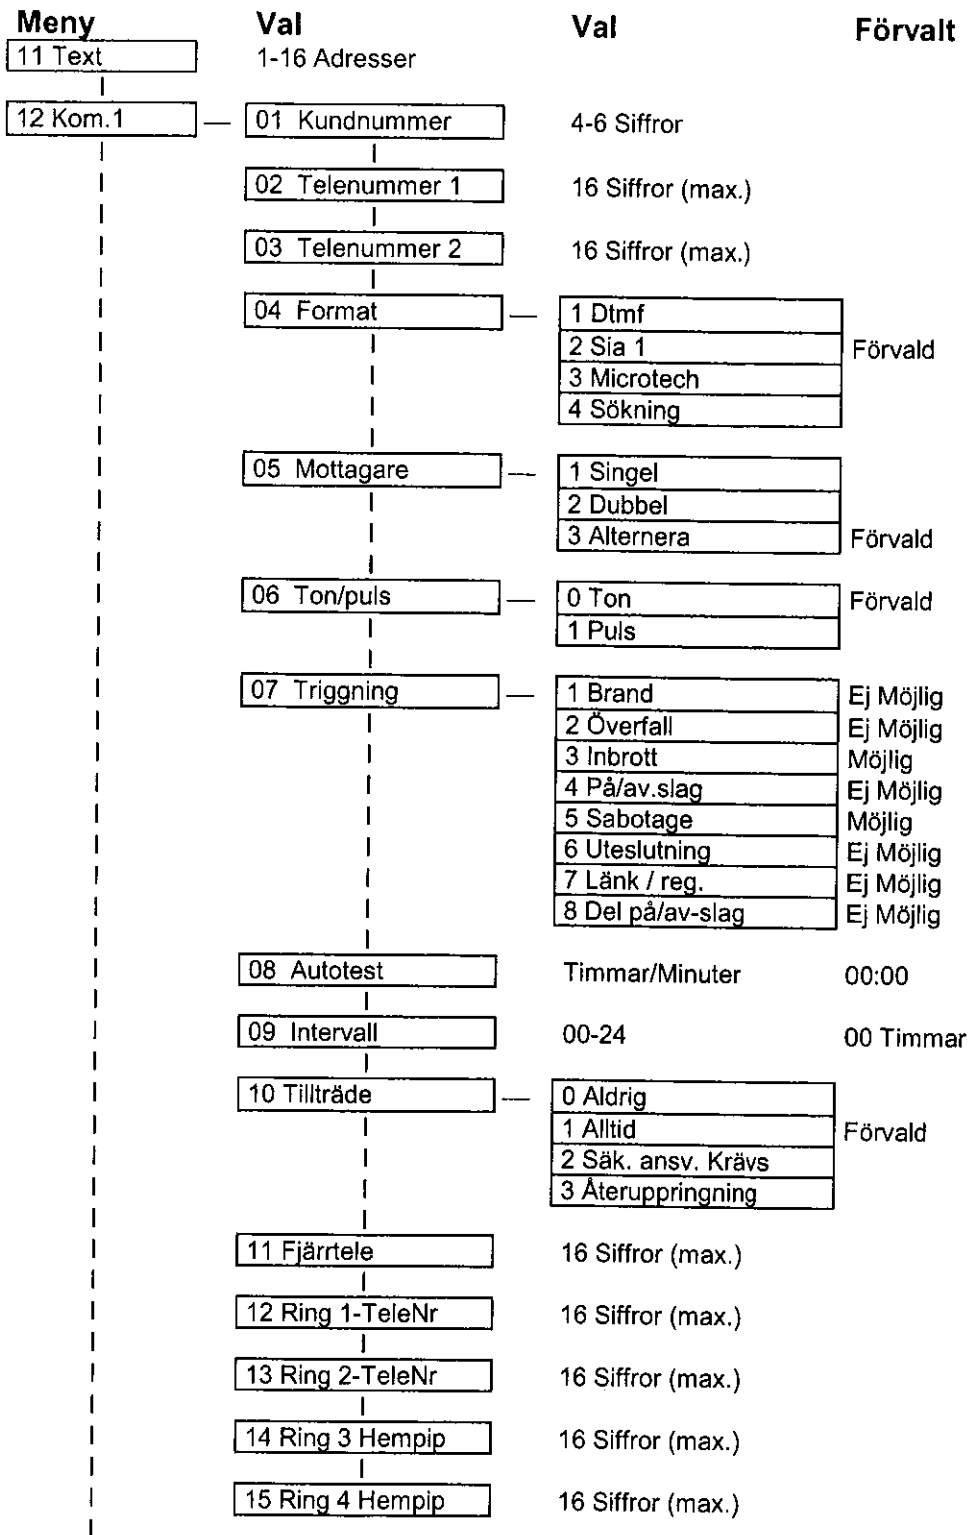 Meny Val Val Förvalt
11 Text 1-16 Adresser
12 Kom.1 01 Kundnummer 4-6 Siffror
02 Telenummer 1 16 Siffror (max.)
03 Telenummer 2 16 Siffror (max.)
04 Format 1 Dtmf
2 Sia 1 Förvald
3 Microtech
4 Sökning
05 Mottagare 1 Singel
2 Dubbel
3 Alternera Förvald
06 Ton/puls 0 Ton Förvald
1 Puls
07 Triggning 1 Brand Ej Möjlig
2 Överfall Ej Möjlig
3 Inbrott Möjlig
4 På/av.slag Ej Möjlig
5 Sabotage Möjlig
6 Uteslutning Ej Möjlig
7 Länk / reg. Ej Möjlig
8 Del på/av-slag Ej Möjlig
08 Autotest Timmar/Minuter 00:00
09 Intervall 00-24 00 Timmar
10 Tillträde 0 Aldrig
1 Alltid Förvald
2 Säk. ansv. Krävs
3 Återuppringning
11 Fjärrtele 16 Siffror (max.)
12 Ring 1-TeleNr 16 Siffror (max.)
13 Ring 2-TeleNr 16 Siffror (max.)
14 Ring 3 Hempip 16 Siffror (max.)
15 Ring 4 Hempip 16 Siffror (max.)